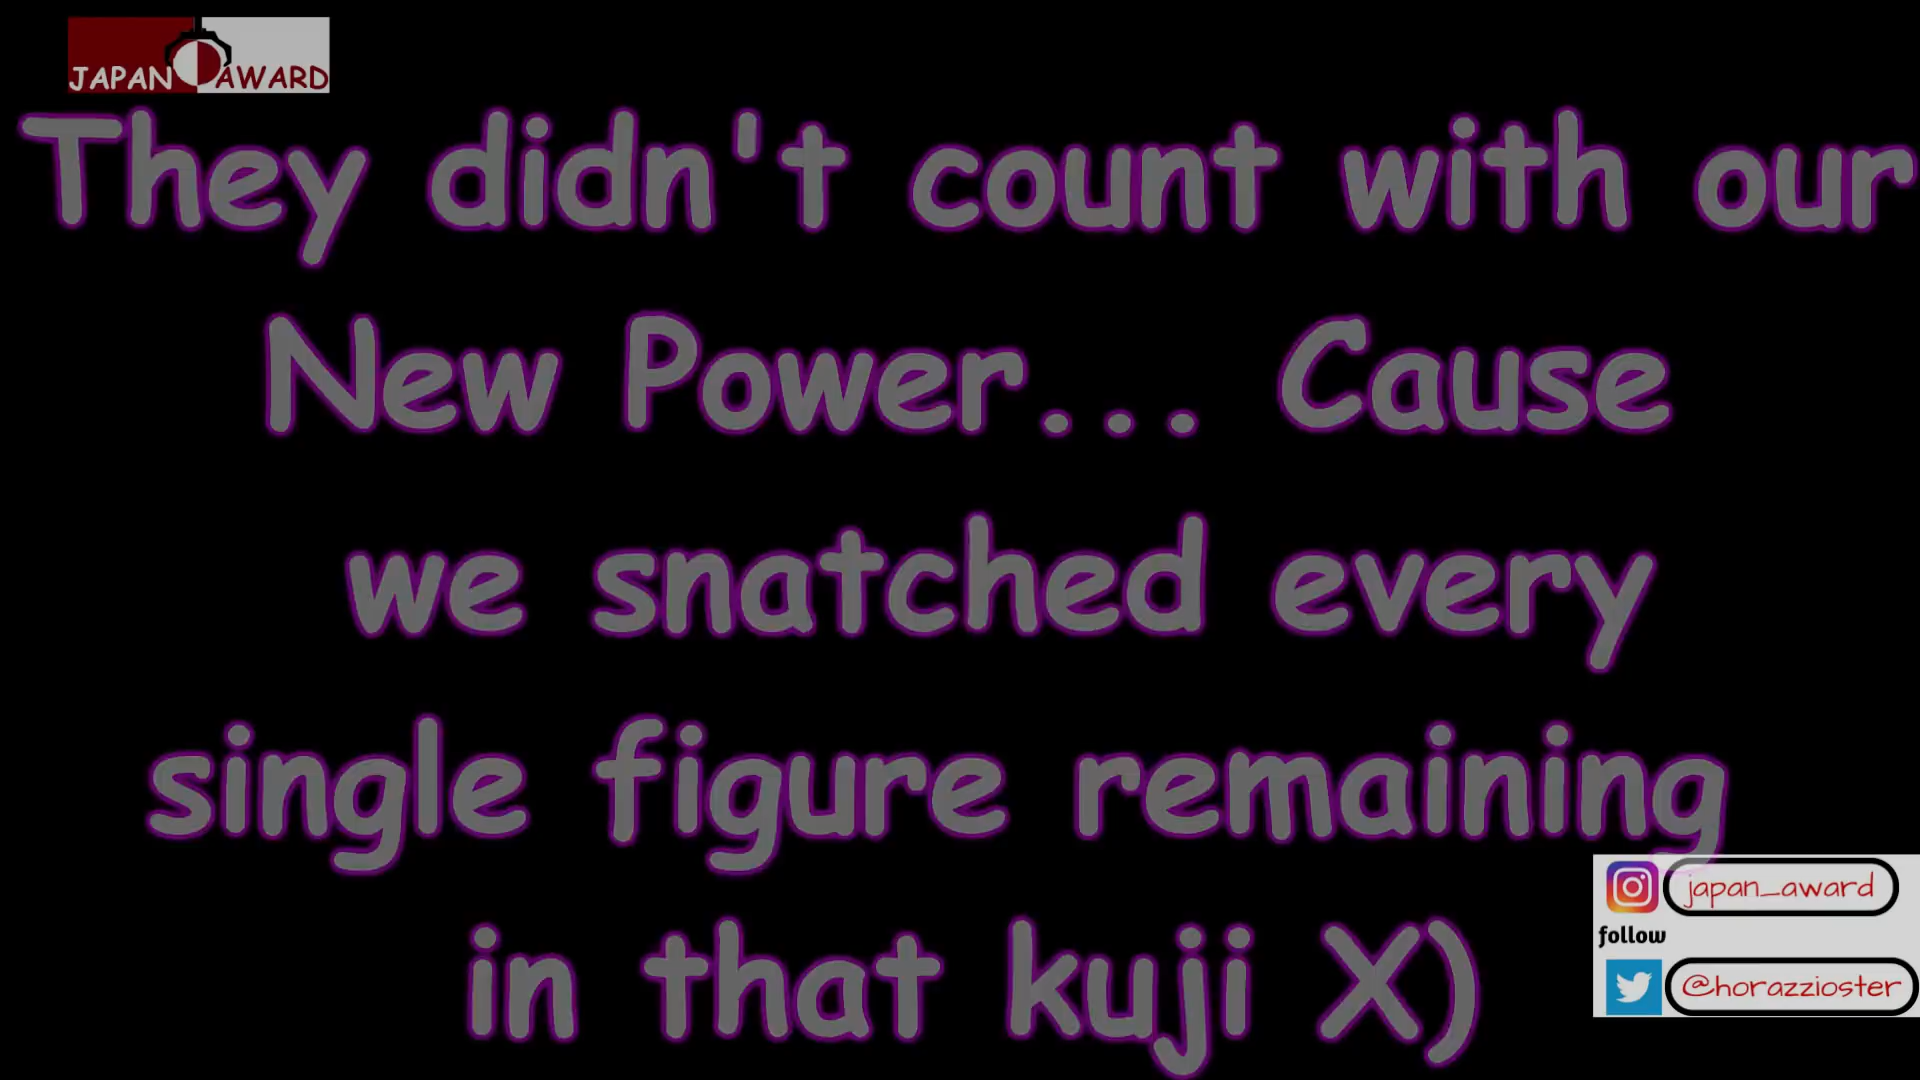 JAPAN AWARD
They didn't count with our
New Power... Cause
we snatched every
single figure remaining
in that kuji X)
japan_award
follow
@horazzioster